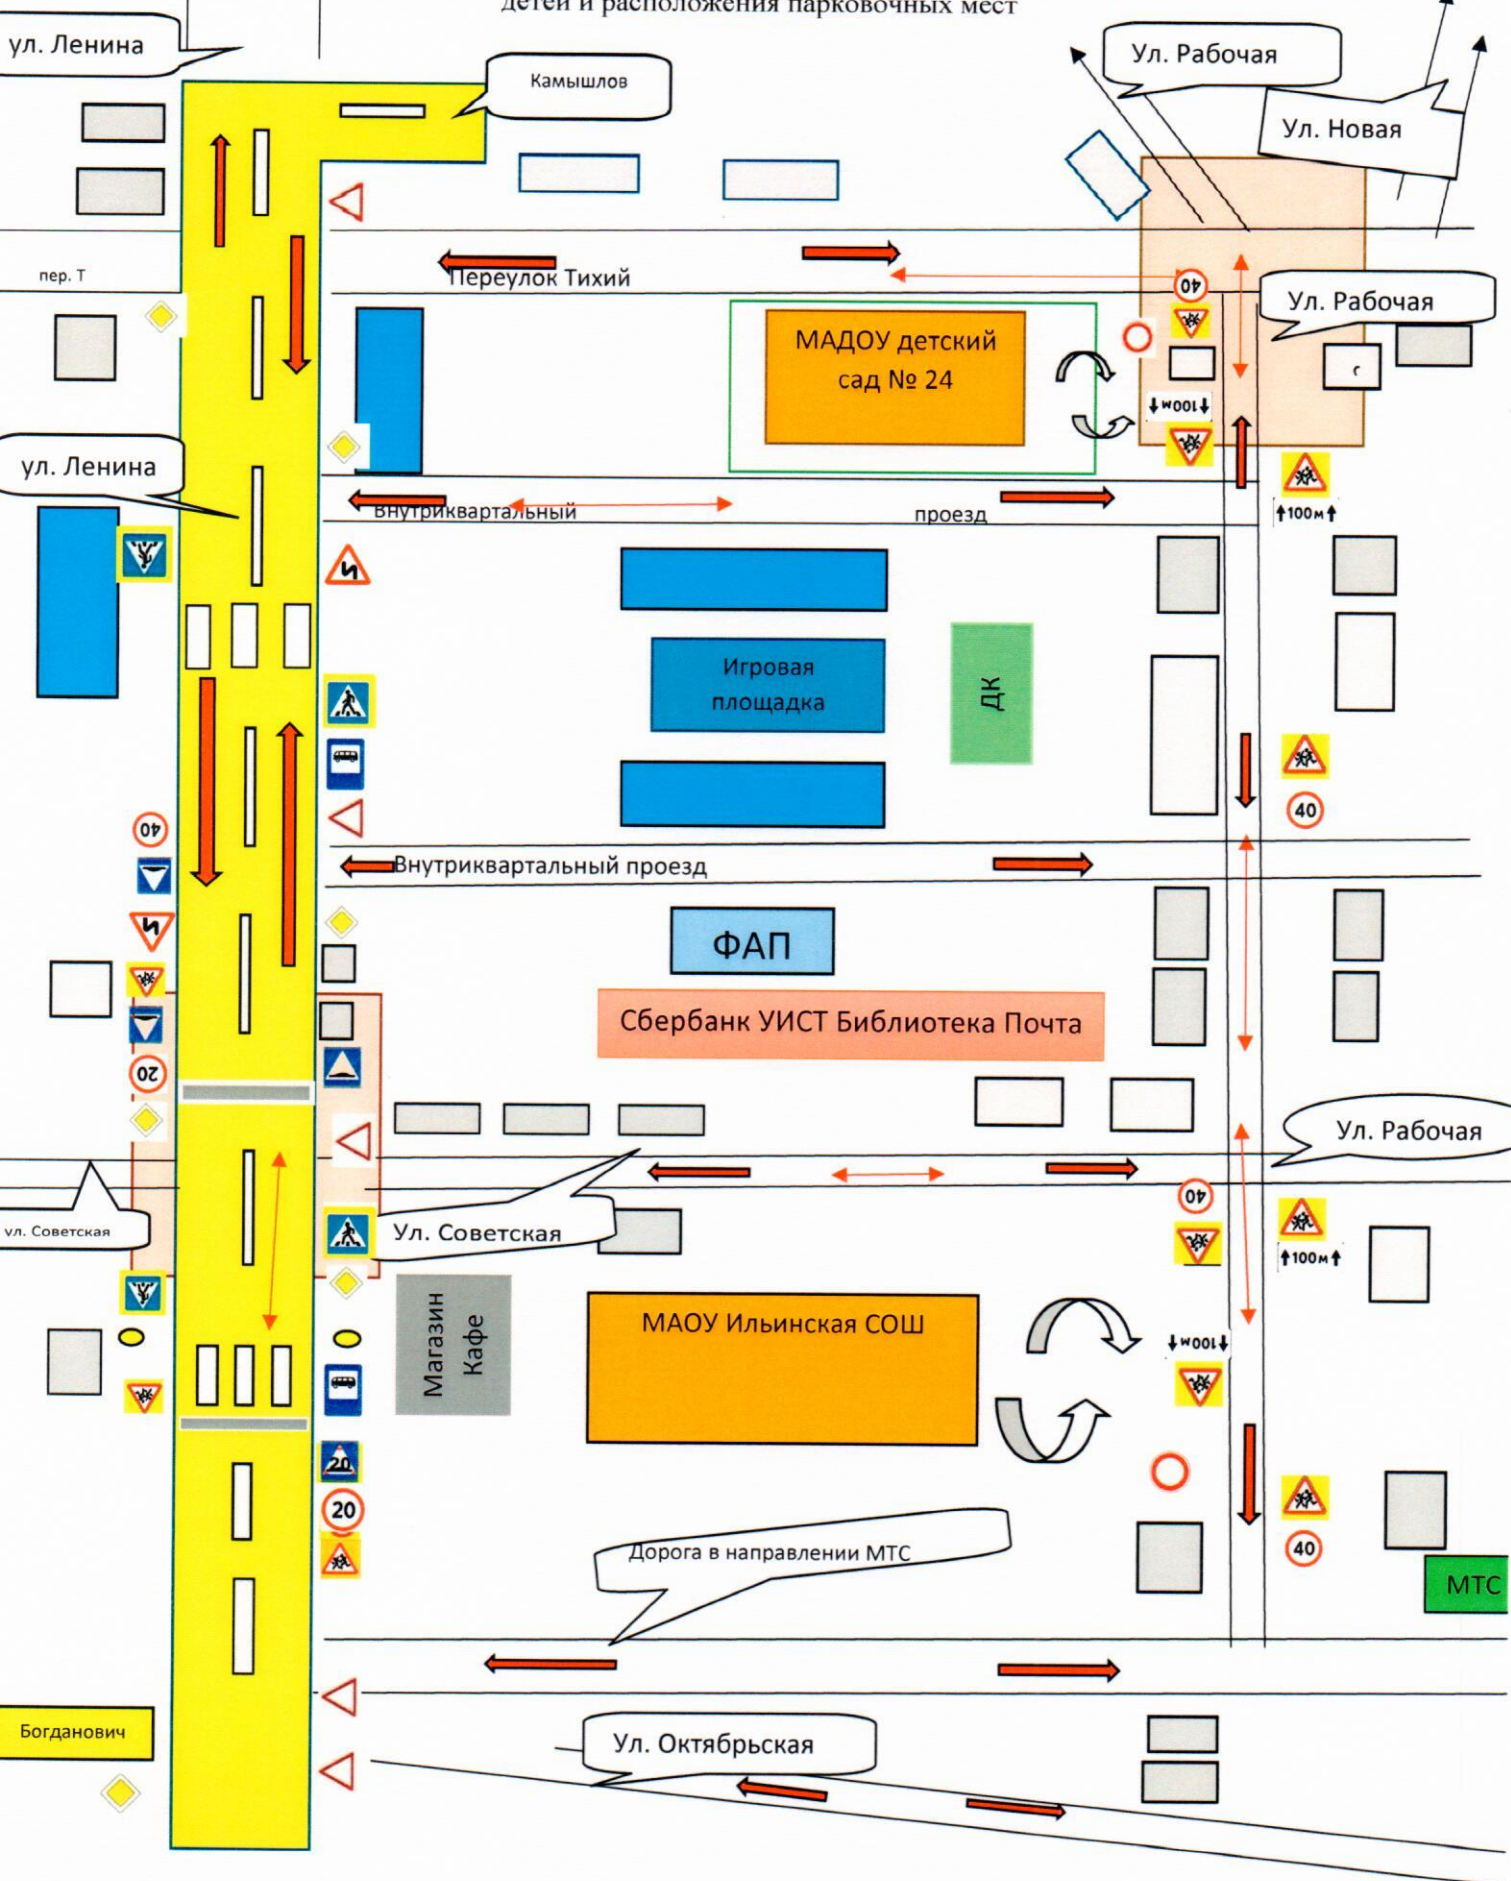 детей и расположения парковочных мест
ул. Ленина
Ул. Рабочая
Камышлов
Ул. Новая
пер. Т
Переулок Тихий
40
Ул. Рабочая
МАДОУ детский
сад № 24
с
↓100м↓
ул. Ленина
Внутриквартальный
проезд
↑100м↑
Игровая
площадка
ДК
40
40
Внутриквартальный проезд
ФАП
Сбербанк УИСТ Библиотека Почта
20
Ул. Рабочая
40
ул. Советская
Ул. Советская
↑100м↑
Магазин
Кафе
МАОУ Ильинская СОШ
↓100м↓
20
20
Дорога в направлении МТС
40
МТС
Богданович
Ул. Октябрьская